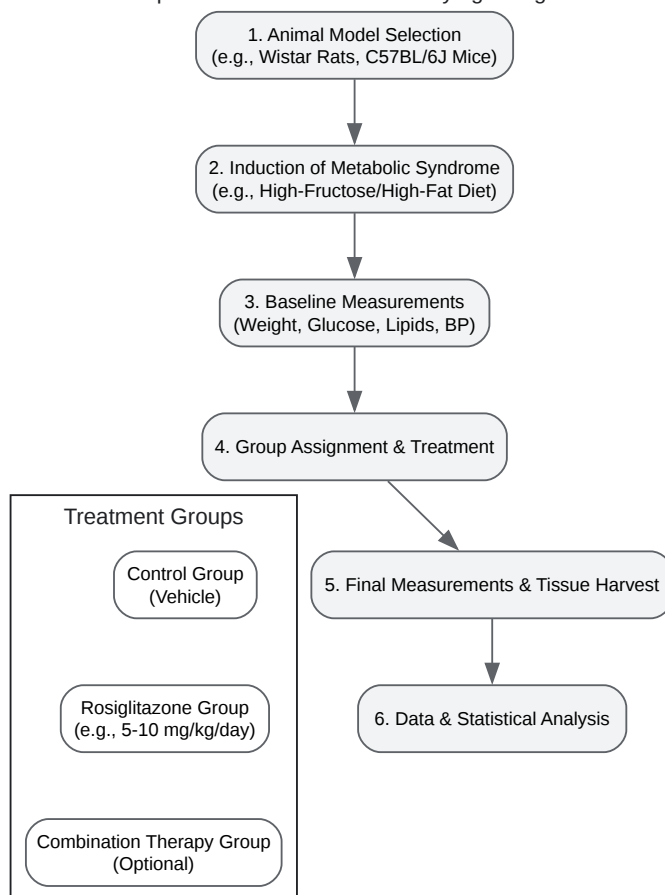 1. Animal Model Selection
(e.g., Wistar Rats, C57BL/6J Mice)
2. Induction of Metabolic Syndrome
(e.g., High-Fructose/High-Fat Diet)
3. Baseline Measurements
(Weight, Glucose, Lipids, BP)
4. Group Assignment & Treatment
Treatment Groups
Control Group
(Vehicle)
Rosiglitazone Group
(e.g., 5-10 mg/kg/day)
Combination Therapy Group
(Optional)
5. Final Measurements & Tissue Harvest
6. Data & Statistical Analysis